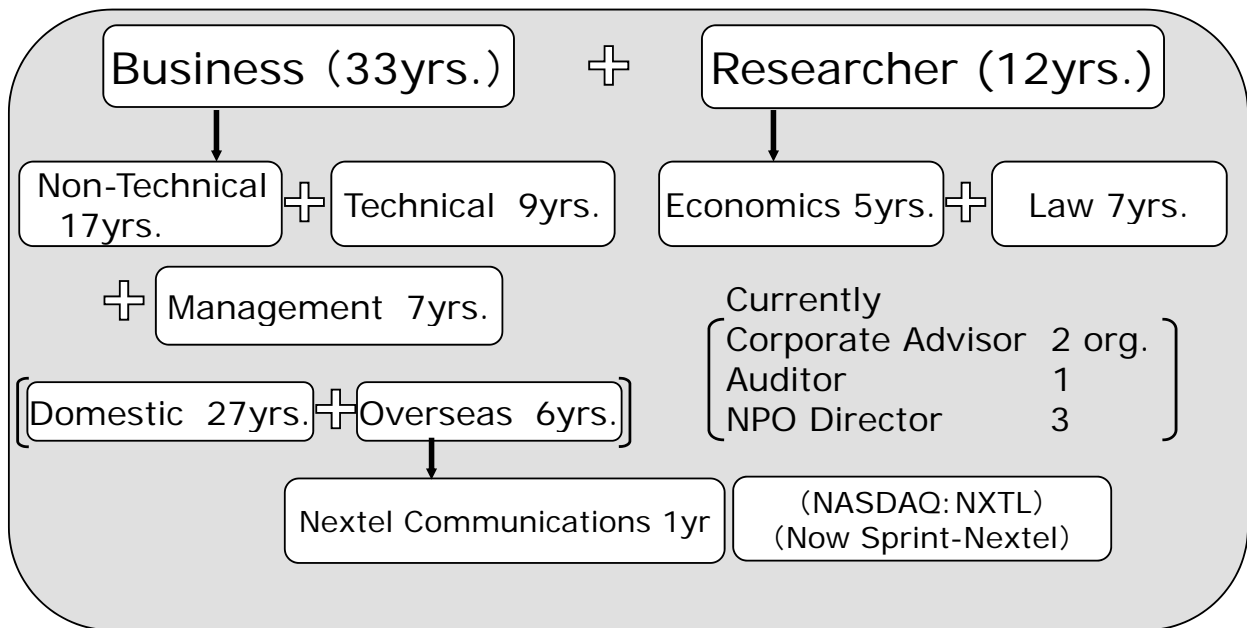 Business（33yrs.）
Researcher (12yrs.)
Non-Technical
17yrs.
Technical 9yrs.
Economics 5yrs.
Law 7yrs.
Management 7yrs.
Currently
Corporate Advisor 2 org.
Auditor 1
NPO Director 3
Domestic 27yrs.
Overseas 6yrs.
Nextel Communications 1yr
（NASDAQ：NXTL）
（Now Sprint-Nextel）